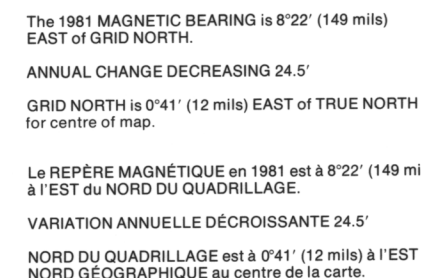 The 1981 MAGNETIC BEARING is 8°22′ (149 mils)
EAST of GRID NORTH.
ANNUAL CHANGE DECREASING 24.5′
GRID NORTH is 0°41′ (12 mils) EAST of TRUE NORTH
for centre of map.
Le REPÈRE MAGNÉTIQUE en 1981 est à 8°22′ (149 mi
à l'EST du NORD DU QUADRILLAGE.
VARIATION ANNUELLE DÉCROISSANTE 24.5′
NORD DU QUADRILLAGE est à 0°41′ (12 mils) à l'EST
NORD GÉOGRAPHIQUE au centre de la carte.